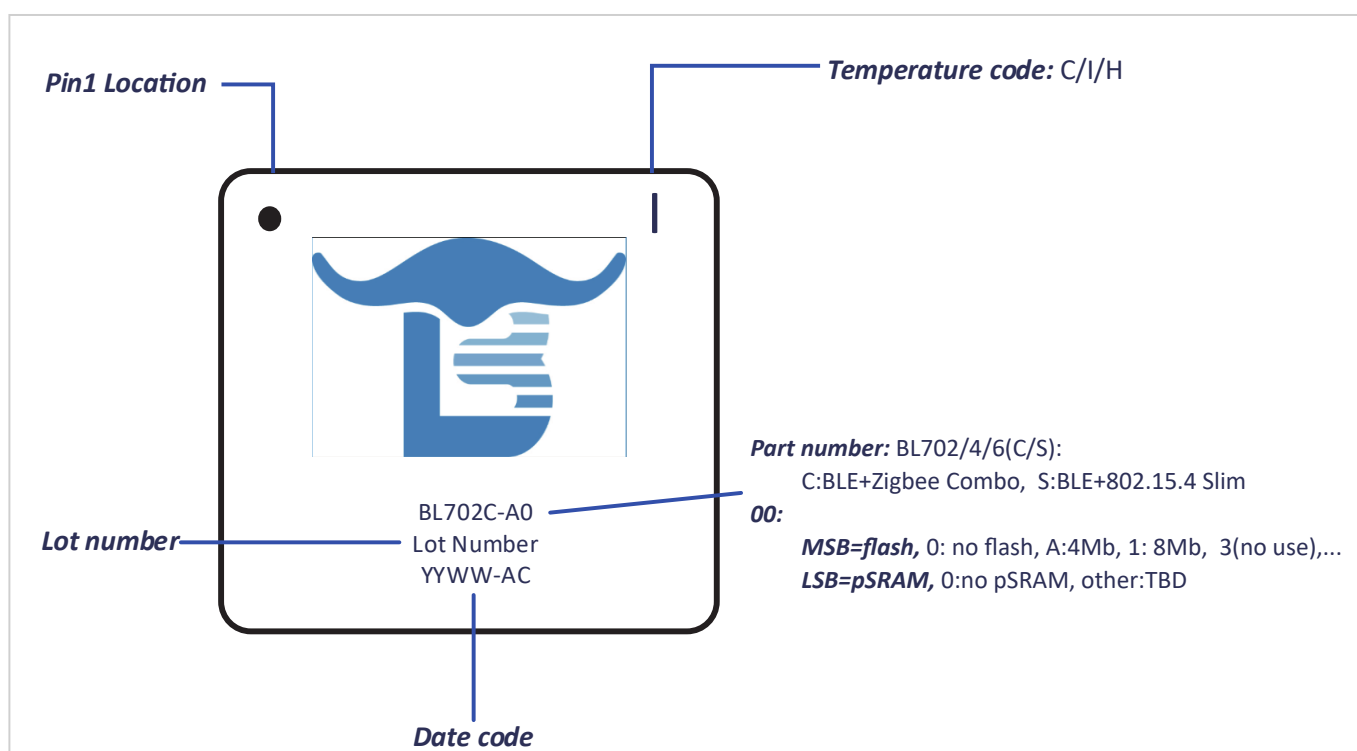 Pin1 Location
Temperature code: C/I/H
I
Part number: BL702/4/6(C/S):
C:BLE+Zigbee Combo, S:BLE+802.15.4 Slim
00:
MSB=flash, 0: no flash, A:4Mb, 1: 8Mb, 3(no use),...
LSB=pSRAM, 0:no pSRAM, other:TBD
BL702C-A0
Lot number
Lot Number
YYWW-AC
Date code